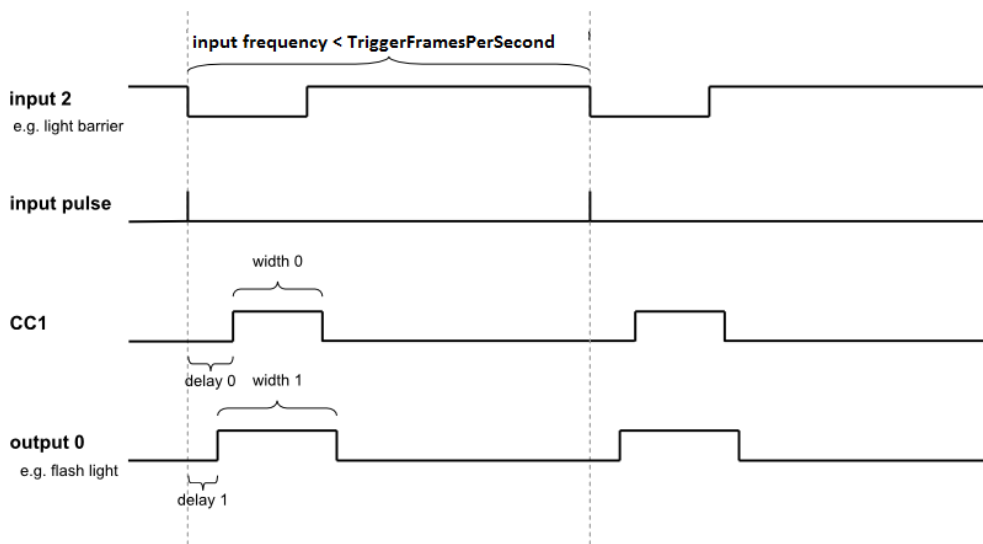 input frequency < TriggerFramesPerSecond
input 2
e.g. light barrier
input pulse
width 0
CC1
delay 0
width 1
output 0
e.g. flash light
delay 1